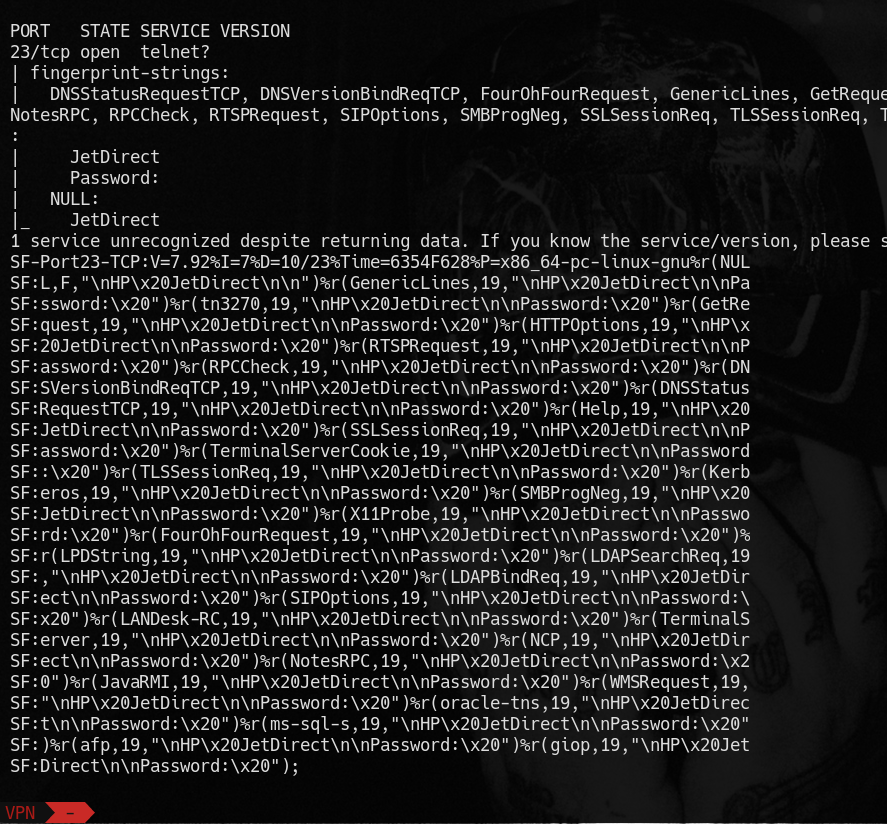 PORT   STATE SERVICE VERSION
23/tcp open  telnet?
| fingerprint-strings:
|   DNSStatusRequestTCP, DNSVersionBindReqTCP, FourOhFourRequest, GenericLines, GetReque
NotesRPC, RPCCheck, RTSPRequest, SIPOptions, SMBProgNeg, SSLSessionReq, TLSSessionReq, T
:
|     JetDirect
|     Password:
|   NULL:
|_    JetDirect
1 service unrecognized despite returning data. If you know the service/version, please s
SF-Port23-TCP:V=7.92%I=7%D=10/23%Time=6354F628%P=x86_64-pc-linux-gnu%r(NUL
SF:L,F,"\nHP\x20JetDirect\n\n")%r(GenericLines,19,"\nHP\x20JetDirect\n\nPa
SF:ssword:\x20")%r(tn3270,19,"\nHP\x20JetDirect\n\nPassword:\x20")%r(GetRe
SF:quest,19,"\nHP\x20JetDirect\n\nPassword:\x20")%r(HTTPOptions,19,"\nHP\x
SF:20JetDirect\n\nPassword:\x20")%r(RTSPRequest,19,"\nHP\x20JetDirect\n\nP
SF:assword:\x20")%r(RPCCheck,19,"\nHP\x20JetDirect\n\nPassword:\x20")%r(DN
SF:SVersionBindReqTCP,19,"\nHP\x20JetDirect\n\nPassword:\x20")%r(DNSStatus
SF:RequestTCP,19,"\nHP\x20JetDirect\n\nPassword:\x20")%r(Help,19,"\nHP\x20
SF:JetDirect\n\nPassword:\x20")%r(SSLSessionReq,19,"\nHP\x20JetDirect\n\nP
SF:assword:\x20")%r(TerminalServerCookie,19,"\nHP\x20JetDirect\n\nPassword
SF::\x20")%r(TLSSessionReq,19,"\nHP\x20JetDirect\n\nPassword:\x20")%r(Kerb
SF:eros,19,"\nHP\x20JetDirect\n\nPassword:\x20")%r(SMBProgNeg,19,"\nHP\x20
SF:JetDirect\n\nPassword:\x20")%r(X11Probe,19,"\nHP\x20JetDirect\n\nPasswo
SF:rd:\x20")%r(FourOhFourRequest,19,"\nHP\x20JetDirect\n\nPassword:\x20")%
SF:r(LPDString,19,"\nHP\x20JetDirect\n\nPassword:\x20")%r(LDAPSearchReq,19
SF:,"\nHP\x20JetDirect\n\nPassword:\x20")%r(LDAPBindReq,19,"\nHP\x20JetDir
SF:ect\n\nPassword:\x20")%r(SIPOptions,19,"\nHP\x20JetDirect\n\nPassword:\
SF:x20")%r(LANDesk-RC,19,"\nHP\x20JetDirect\n\nPassword:\x20")%r(TerminalS
SF:erver,19,"\nHP\x20JetDirect\n\nPassword:\x20")%r(NCP,19,"\nHP\x20JetDir
SF:ect\n\nPassword:\x20")%r(NotesRPC,19,"\nHP\x20JetDirect\n\nPassword:\x2
SF:0")%r(JavaRMI,19,"\nHP\x20JetDirect\n\nPassword:\x20")%r(WMSRequest,19,
SF:"\nHP\x20JetDirect\n\nPassword:\x20")%r(oracle-tns,19,"\nHP\x20JetDirec
SF:t\n\nPassword:\x20")%r(ms-sql-s,19,"\nHP\x20JetDirect\n\nPassword:\x20"
SF:)%r(afp,19,"\nHP\x20JetDirect\n\nPassword:\x20")%r(giop,19,"\nHP\x20Jet
SF:Direct\n\nPassword:\x20");
VPN ~